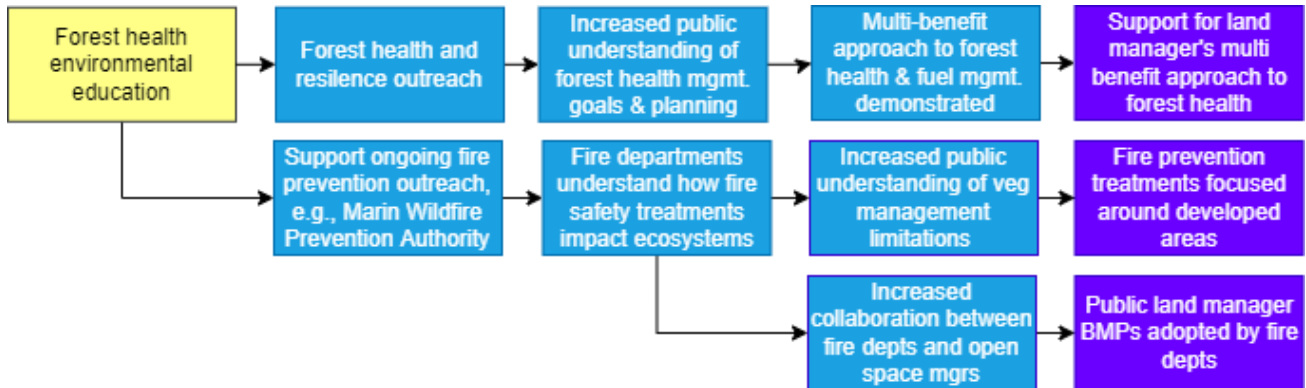 Forest health
environmental
education
Forest health and
resilence outreach
Increased public
understanding of
forest health mgmt.
goals & planning
Multi-benefit
approach to forest
health & fuel mgmt.
demonstrated
Support for land
manager's multi
benefit approach to
forest health
Support ongoing fire
prevention outreach,
e.g., Marin Wildfire
Prevention Authority
Fire departments
understand how fire
safety treatments
impact ecosystems
Increased public
understanding of veg
management
limitations
Fire prevention
treatments focused
around developed
areas
Increased
collaboration between
fire depts and open
space mgrs
Public land manager
BMPs adopted by fire
depts